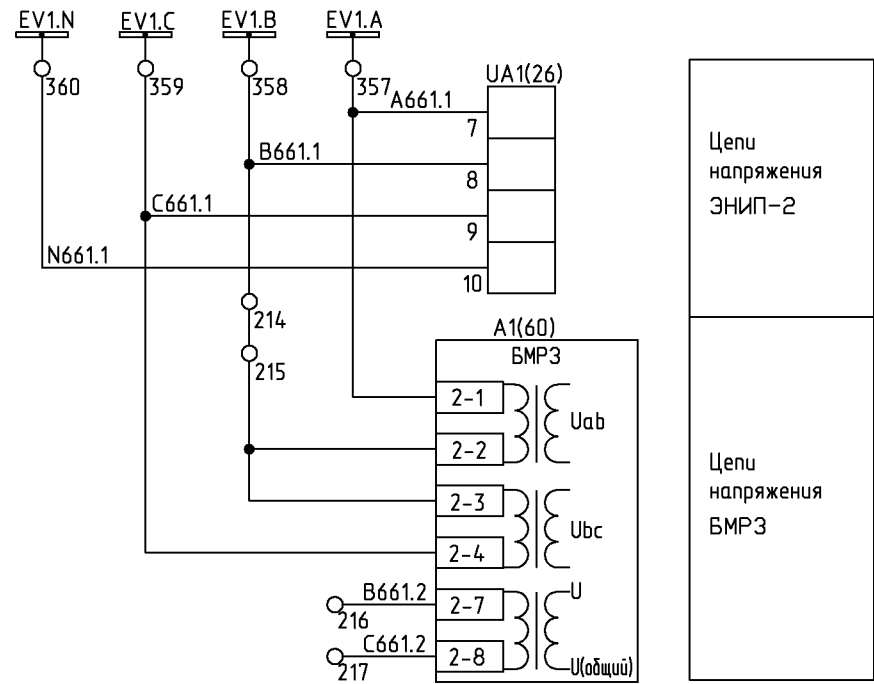 EV1.N EV1.C EV1.B EV1.A
360 359 358 357
UA1(26)
A661.1
7
B661.1
8
C661.1
9
N661.1
10
Цепи
напряжения
ЭНИП-2
214
215
A1(60)
БМРЗ
2-1
Uab
2-2
2-3
Ubc
2-4
Цепи
напряжения
БМРЗ
B661.2
216
2-7
U
C661.2
217
2-8
U(общий)